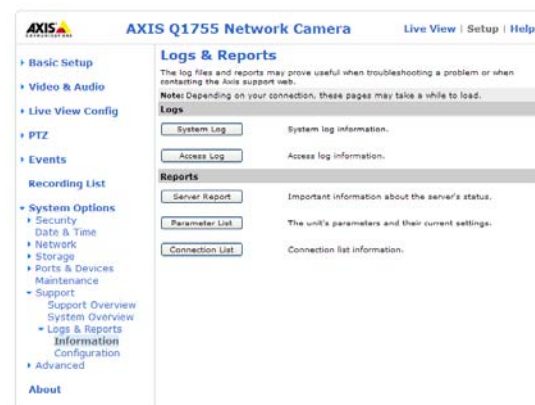 AXIS
COMMUNICATIONS
AXIS Q1755 Network Camera
Live View | Setup | Help
Basic Setup
Video & Audio
Live View Config
PTZ
Events
Recording List
System Options
Security
Date & Time
Network
Storage
Ports & Devices
Maintenance
Support
Support Overview
System Overview
Logs & Reports
Information
Configuration
Advanced
About
Logs & Reports
The log files and reports may prove useful when troubleshooting a problem or when
contacting the Axis support web.
Note: Depending on your connection, these pages may take a while to load.
Logs
System Log System log information.
Access Log Access log information.
Reports
Server Report Important information about the server's status.
Parameter List The unit's parameters and their current settings.
Connection List Connection list information.